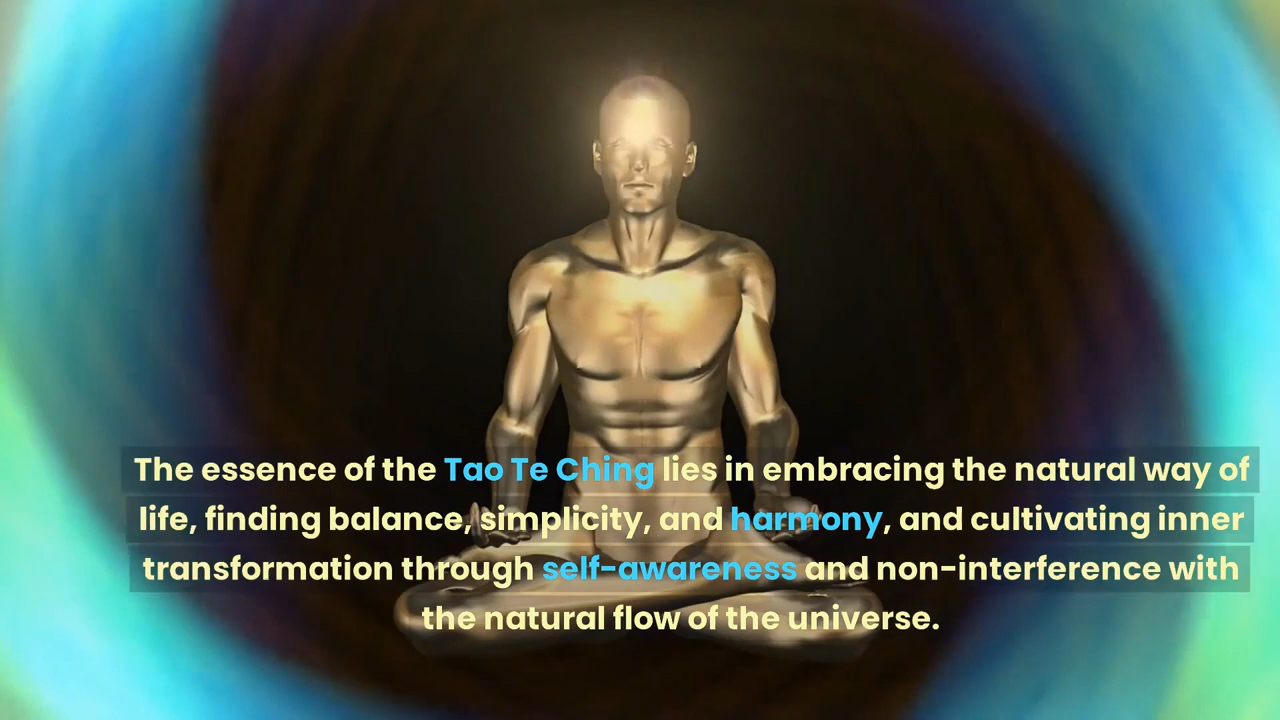 The essence of the Tao Te Ching lies in embracing the natural way of
life, finding balance, simplicity, and harmony, and cultivating inner
transformation through self-awareness and non-interference with
the natural flow of the universe.